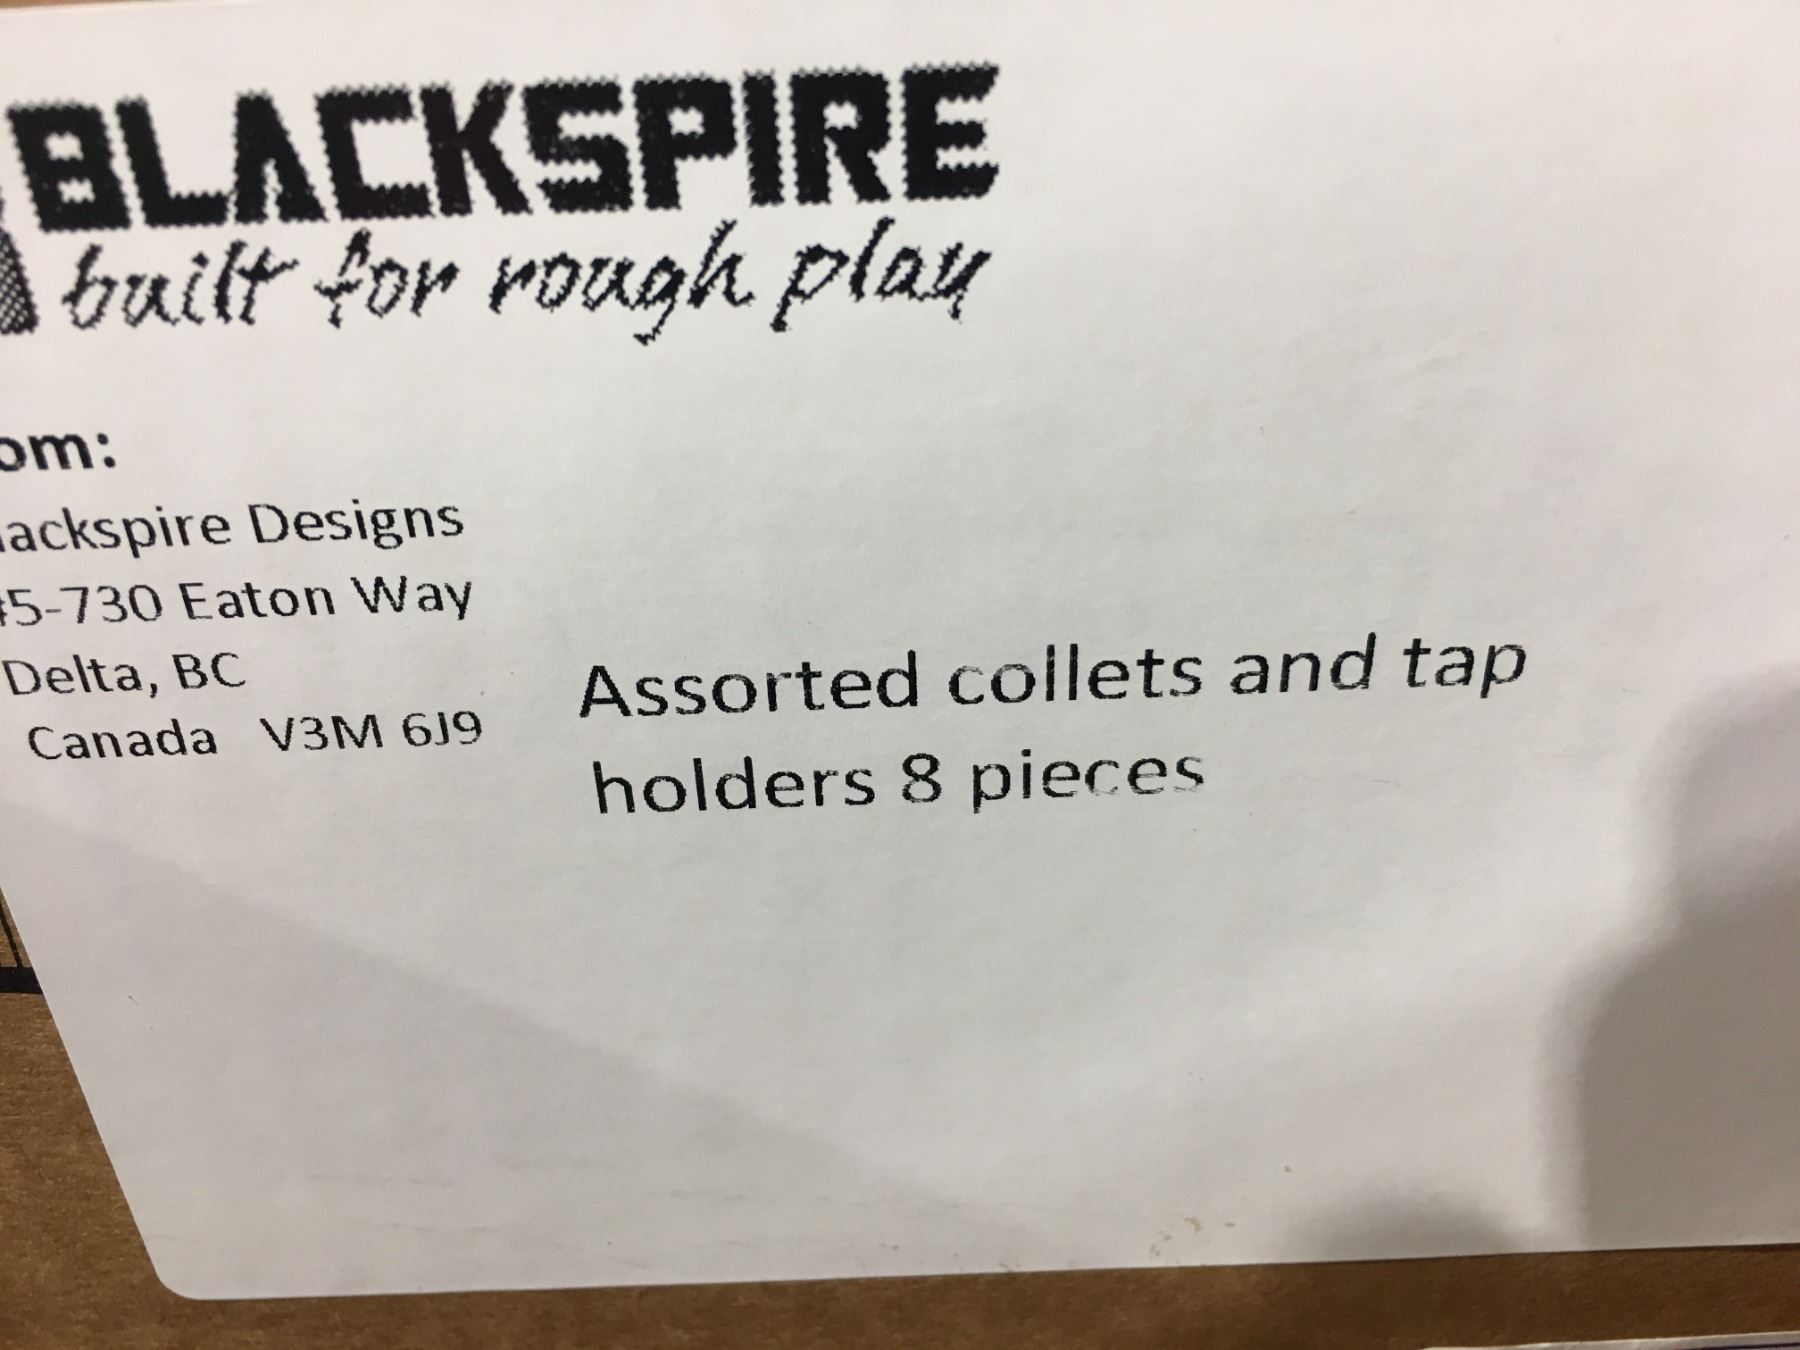 BLACKSPIRE
built for rough play
om:
lackspire Designs
#5-730 Eaton Way
Delta, BC
Canada V3M 6J9
Assorted collets and tap
holders 8 pieces